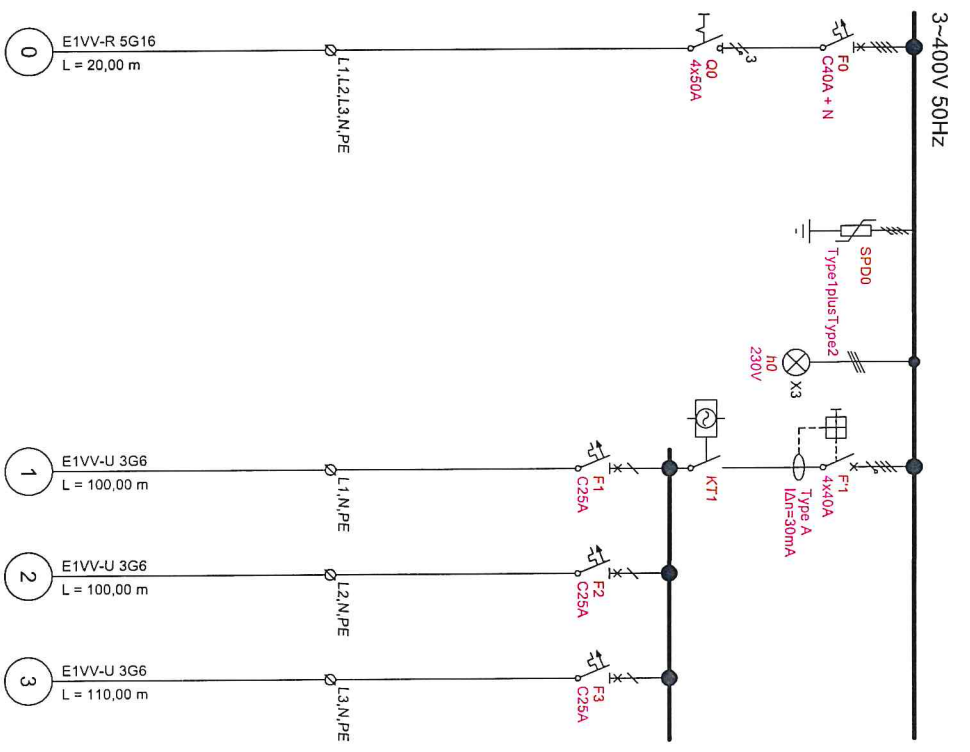 3~400V 50Hz
F0
C40A + N
3
Q0
4x50A
L1,L2,L3,N,PE
E1VV-R 5G16
L = 20,00 m
0
SPD0
Type1plusType2
h0
230V
X3
F'1
4x40A
Type A
IΔn=30mA
KT1
F1
C25A
L1,N,PE
E1VV-U 3G6
L = 100,00 m
1
F2
C25A
L2,N,PE
E1VV-U 3G6
L = 100,00 m
2
F3
C25A
L3,N,PE
E1VV-U 3G6
L = 110,00 m
3